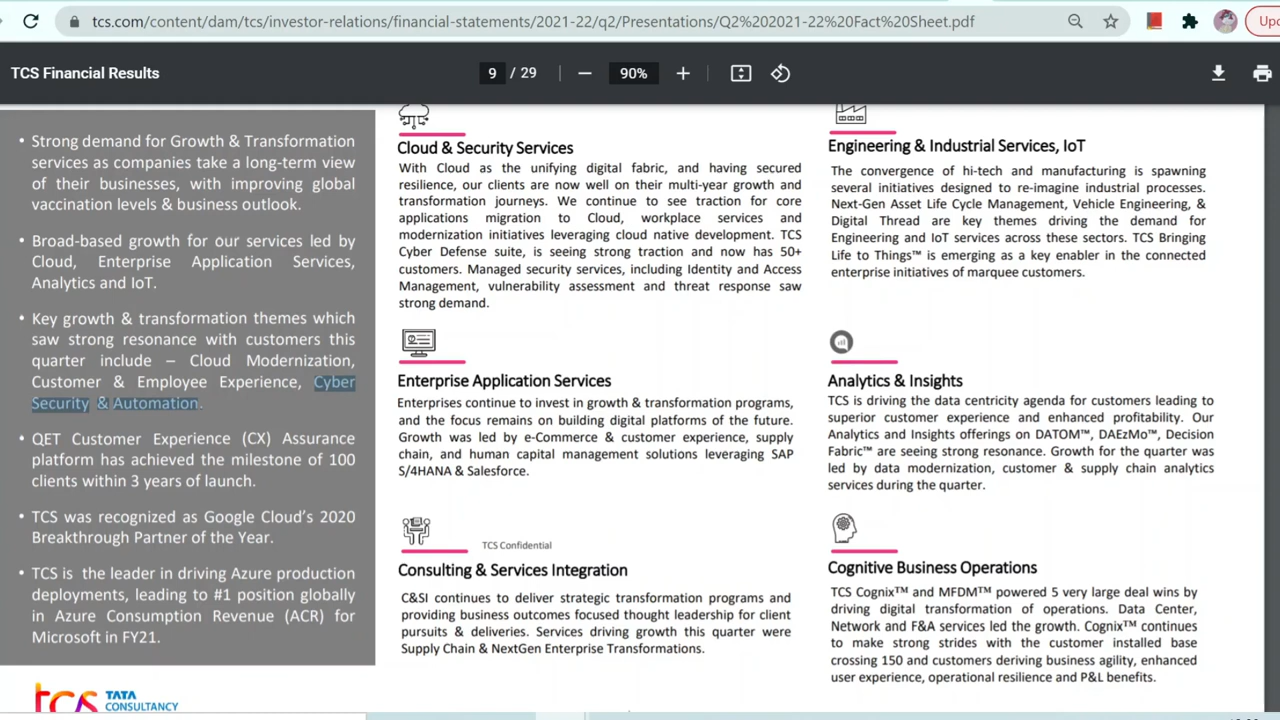 tcs.com/content/dam/tcs/investor-relations/financial-statements/2021-22/q2/Presentations/Q2%202021-22%20Fact%20Sheet.pdf
TCS Financial Results
9 / 29
90%
• Strong demand for Growth & Transformation
services as companies take a long-term view
of their businesses, with improving global
vaccination levels & business outlook.
• Broad-based growth for our services led by
Cloud, Enterprise Application Services,
Analytics and IoT.
• Key growth & transformation themes which
saw strong resonance with customers this
quarter include – Cloud Modernization,
Customer & Employee Experience, Cyber
Security & Automation.
• QET Customer Experience (CX) Assurance
platform has achieved the milestone of 100
clients within 3 years of launch.
• TCS was recognized as Google Cloud's 2020
Breakthrough Partner of the Year.
• TCS is the leader in driving Azure production
deployments, leading to #1 position globally
in Azure Consumption Revenue (ACR) for
Microsoft in FY21.
Cloud & Security Services
With Cloud as the unifying digital fabric, and having secured
resilience, our clients are now well on their multi-year growth and
transformation journeys. We continue to see traction for core
applications migration to Cloud, workplace services and
modernization initiatives leveraging cloud native development. TCS
Cyber Defense suite, is seeing strong traction and now has 50+
customers. Managed security services, including Identity and Access
Management, vulnerability assessment and threat response saw
strong demand.
Engineering & Industrial Services, IoT
The convergence of hi-tech and manufacturing is spawning
several initiatives designed to re-imagine industrial processes.
Next-Gen Asset Life Cycle Management, Vehicle Engineering, &
Digital Thread are key themes driving the demand for
Engineering and IoT services across these sectors. TCS Bringing
Life to Things™ is emerging as a key enabler in the connected
enterprise initiatives of marquee customers.
Enterprise Application Services
Enterprises continue to invest in growth & transformation programs,
and the focus remains on building digital platforms of the future.
Growth was led by e-Commerce & customer experience, supply
chain, and human capital management solutions leveraging SAP
S/4HANA & Salesforce.
Analytics & Insights
TCS is driving the data centricity agenda for customers leading to
superior customer experience and enhanced profitability. Our
Analytics and Insights offerings on DATOM™, DAEzMo™, Decision
Fabric™ are seeing strong resonance. Growth for the quarter was
led by data modernization, customer & supply chain analytics
services during the quarter.
TCS Confidential
Consulting & Services Integration
C&SI continues to deliver strategic transformation programs and
providing business outcomes focused thought leadership for client
pursuits & deliveries. Services driving growth this quarter were
Supply Chain & NextGen Enterprise Transformations.
Cognitive Business Operations
TCS Cognix™ and MFDM™ powered 5 very large deal wins by
driving digital transformation of operations. Data Center,
Network and F&A services led the growth. Cognix™ continues
to make strong strides with the customer installed base
crossing 150 and customers deriving business agility, enhanced
user experience, operational resilience and P&L benefits.
tcs TATA
CONSULTANCY